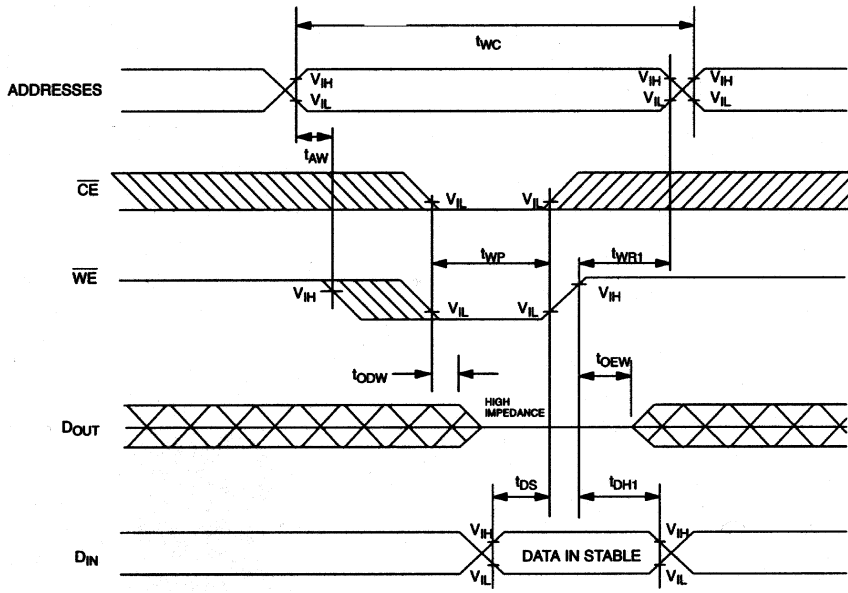 tWC
ADDRESSES
VIH VIH VIH
VIL VIL VIL
tAW
CE
VIL VIL
tWP tWR1
WE
VIH VIH
VIL VIL
tODW tOEW
HIGH
IMPEDANCE
DOUT
tDS tDH1
VIH VIH
DIN DATA IN STABLE
VIL VIL